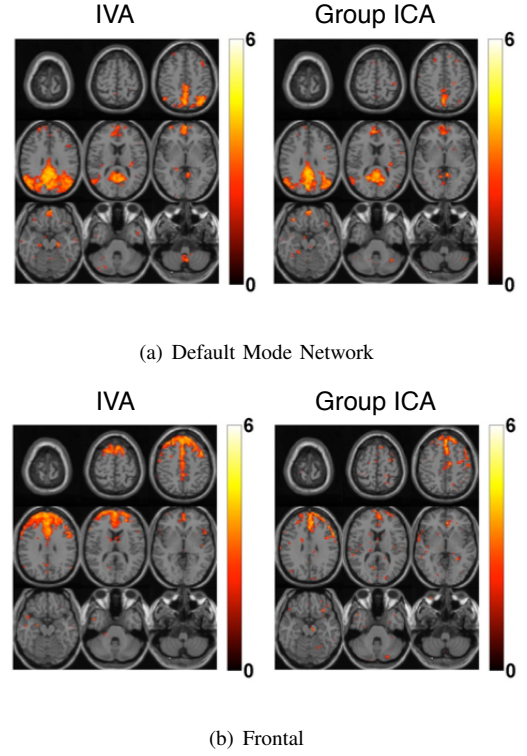 IVA Group ICA
6 6
0 0
(a) Default Mode Network
IVA Group ICA
6 6
0 0
(b) Frontal